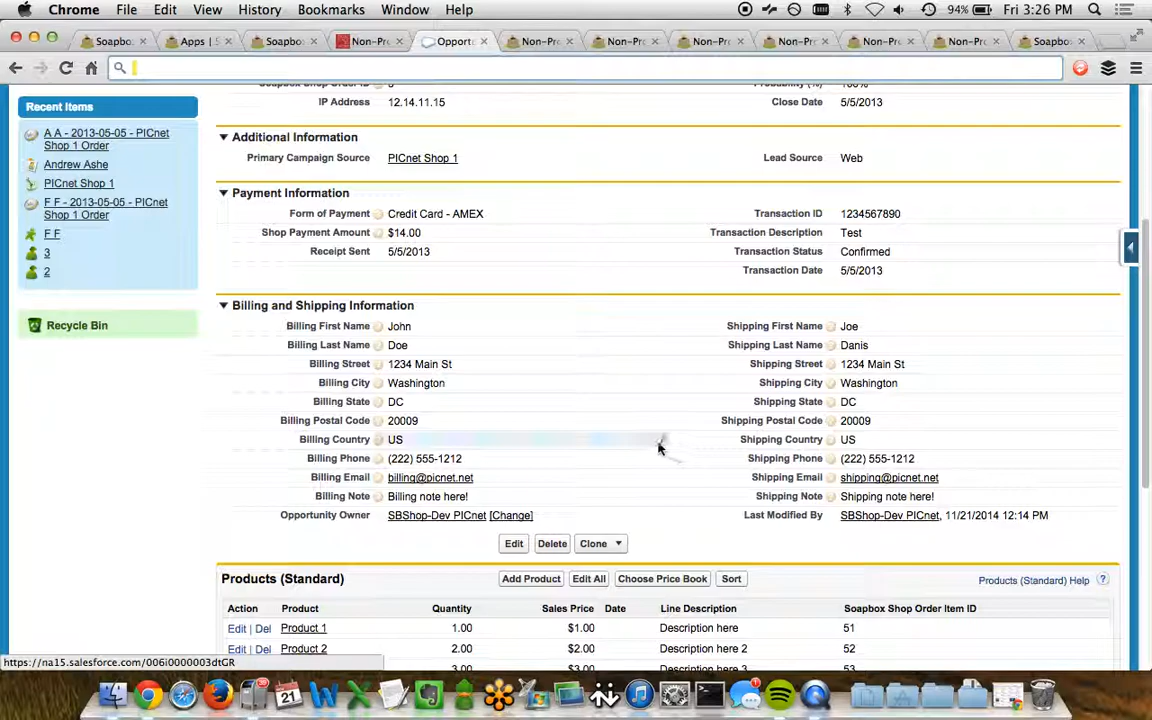 Chrome File Edit View History Bookmarks Window Help 94% Fri 3:26 PM
Soapbo Apps | S Soapbo Non-Pr Opport Non-Pr Non-Pr Non-Pr Non-Pr Non-Pr Non-Pr Soapbo
Probability (%)
IP Address 12.14.11.15 Close Date 5/5/2013
Recent Items
A A - 2013-05-05 - PICnet
Shop 1 Order
Andrew Ashe
PICnet Shop 1
F F - 2013-05-05 - PICnet
Shop 1 Order
F F
3
2
Recycle Bin
Additional Information
Primary Campaign Source PICnet Shop 1 Lead Source Web
Payment Information
Form of Payment Credit Card - AMEX Transaction ID 1234567890
Shop Payment Amount $14.00 Transaction Description Test
Receipt Sent 5/5/2013 Transaction Status Confirmed
Transaction Date 5/5/2013
Billing and Shipping Information
Billing First Name John Shipping First Name Joe
Billing Last Name Doe Shipping Last Name Danis
Billing Street 1234 Main St Shipping Street 1234 Main St
Billing City Washington Shipping City Washington
Billing State DC Shipping State DC
Billing Postal Code 20009 Shipping Postal Code 20009
Billing Country US Shipping Country US
Billing Phone (222) 555-1212 Shipping Phone (222) 555-1212
Billing Email billing@picnet.net Shipping Email shipping@picnet.net
Billing Note Billing note here! Shipping Note Shipping note here!
Opportunity Owner SBShop-Dev PICnet [Change] Last Modified By SBShop-Dev PICnet, 11/21/2014 12:14 PM
Edit Delete Clone
Products (Standard) Add Product Edit All Choose Price Book Sort Products (Standard) Help ?
Action Product Quantity Sales Price Date Line Description Soapbox Shop Order Item ID
Edit | Del Product 1 1.00 $1.00 Description here 51
Edit | Del Product 2 2.00 $2.00 Description here 2 52
3.00 $3.00 Description here 3 53
https://na15.salesforce.com/006i0000003dtGR